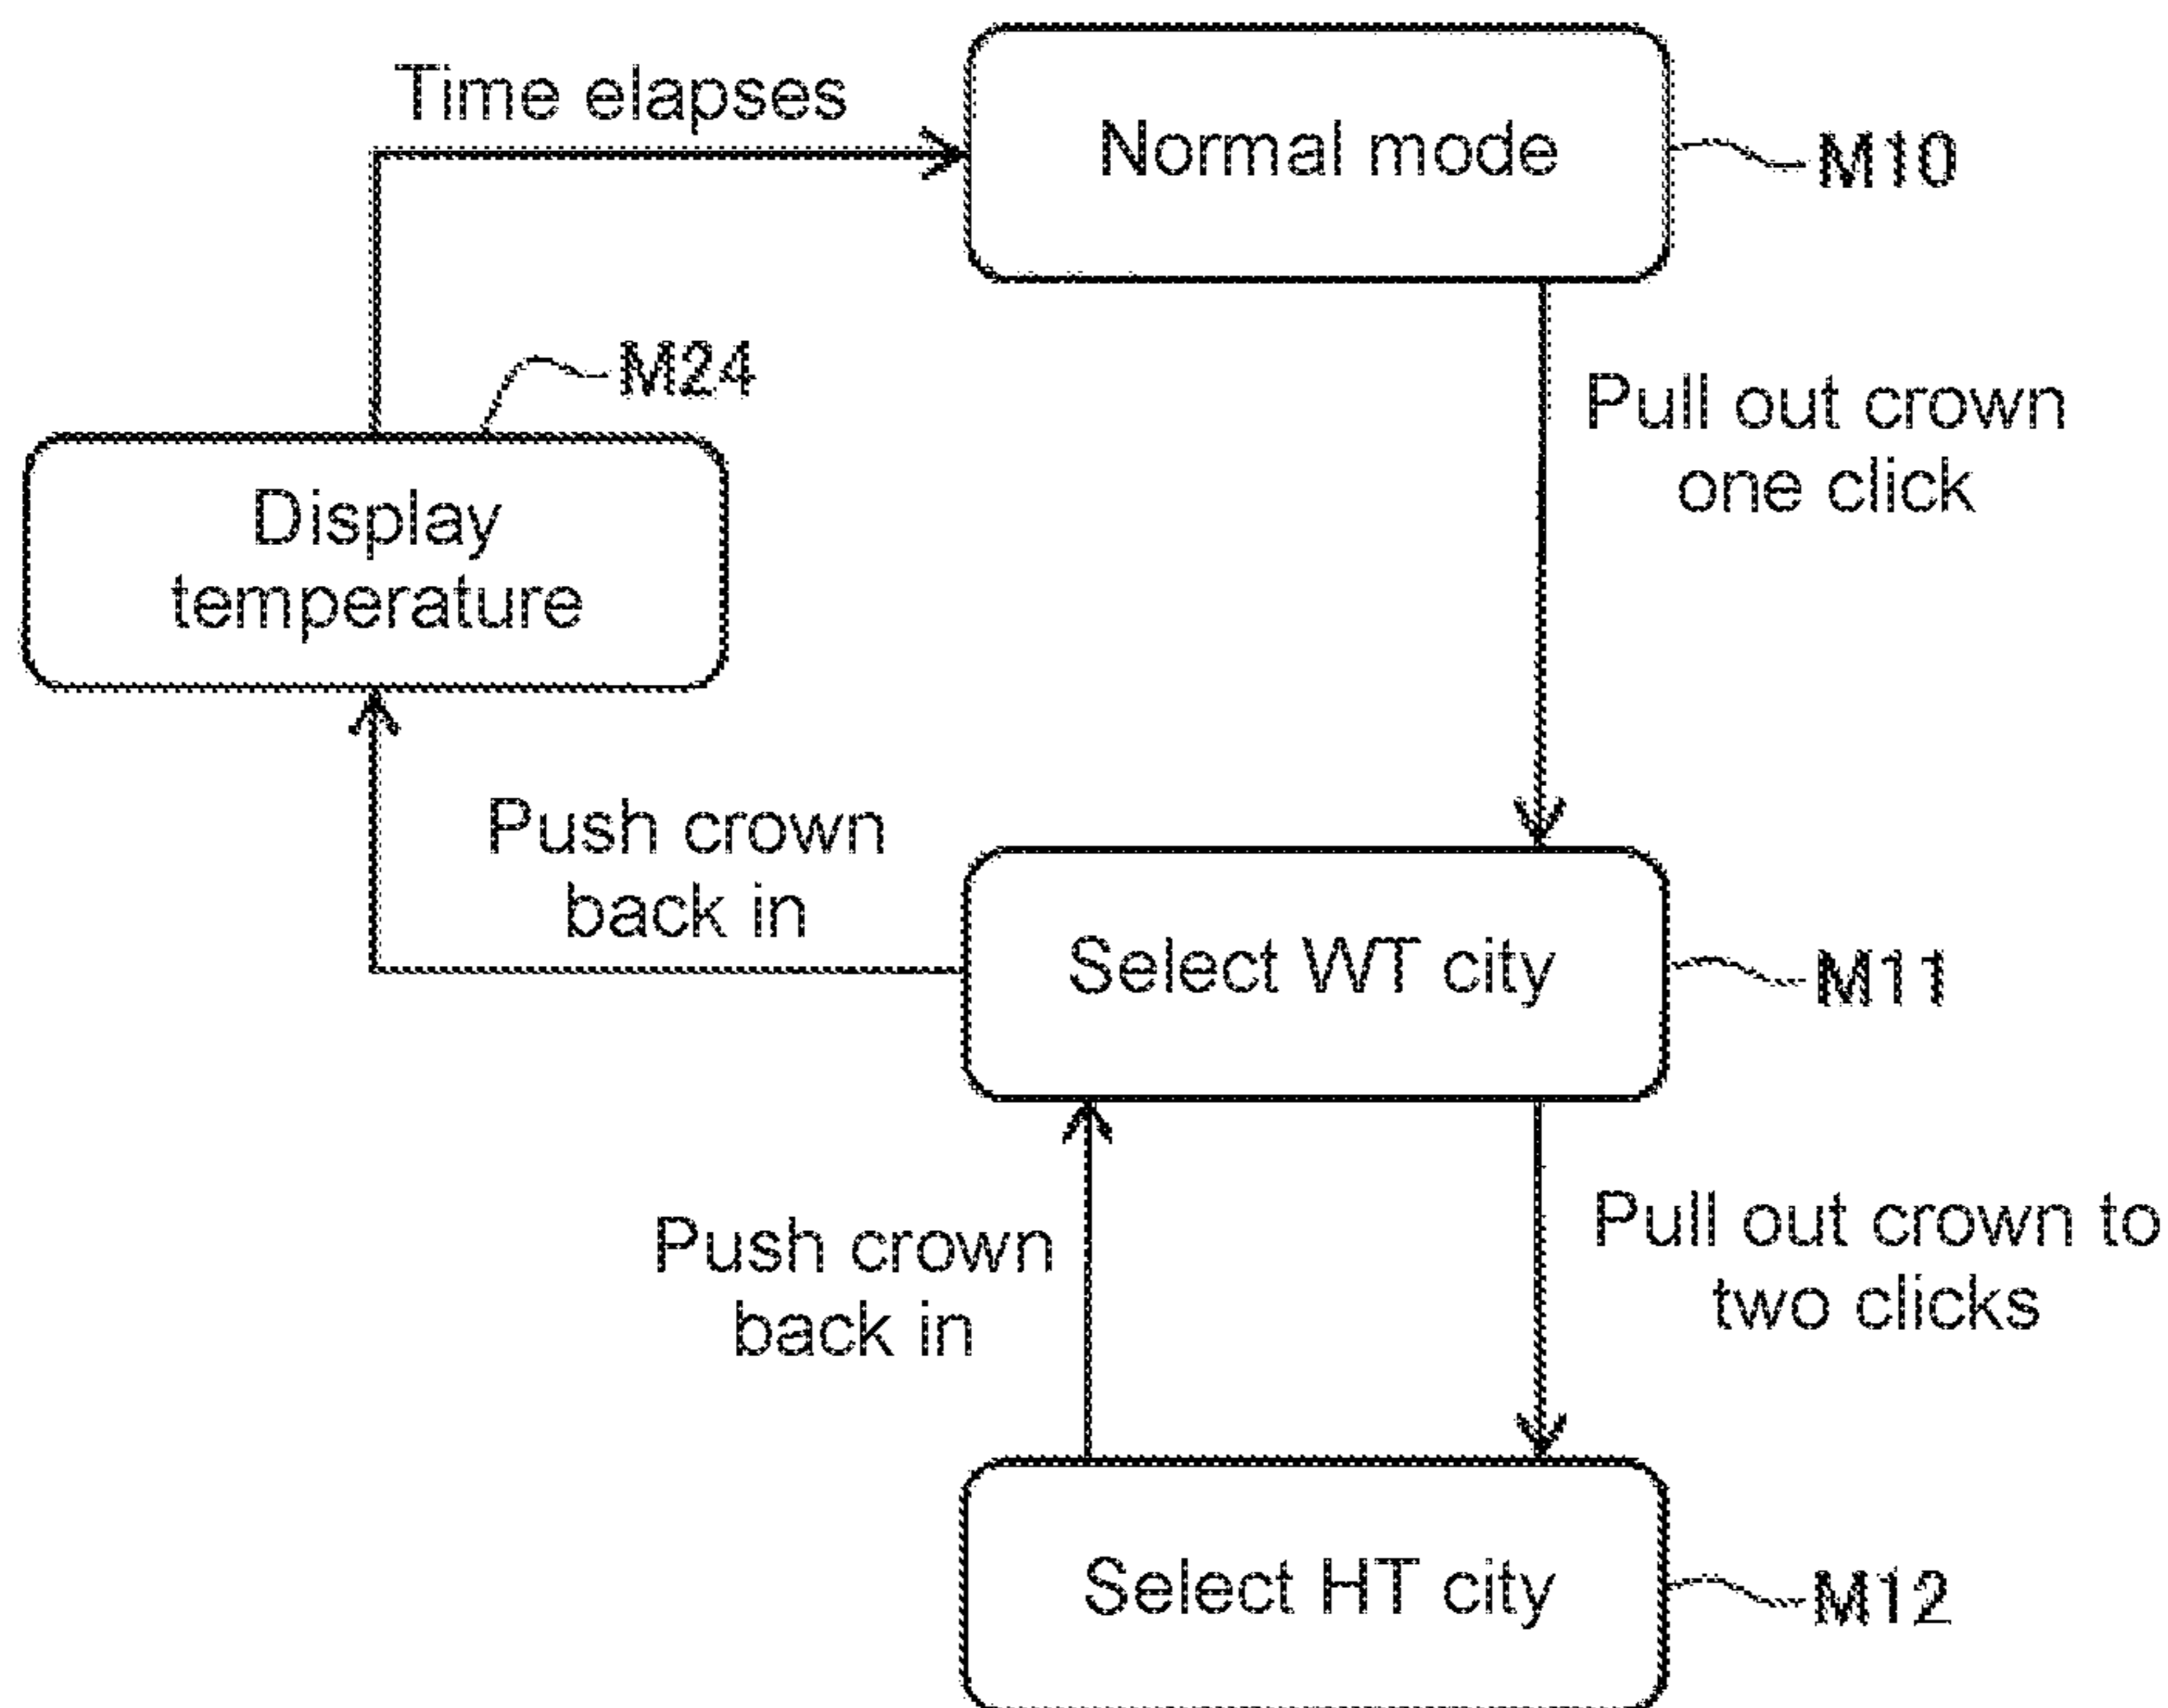 Time elapses
Normal mode
M10
M24
Pull out crown
one click
Display
temperature
Push crown
back in
Select WT city
M11
Push crown
back in
Pull out crown to
two clicks
Select HT city
M12